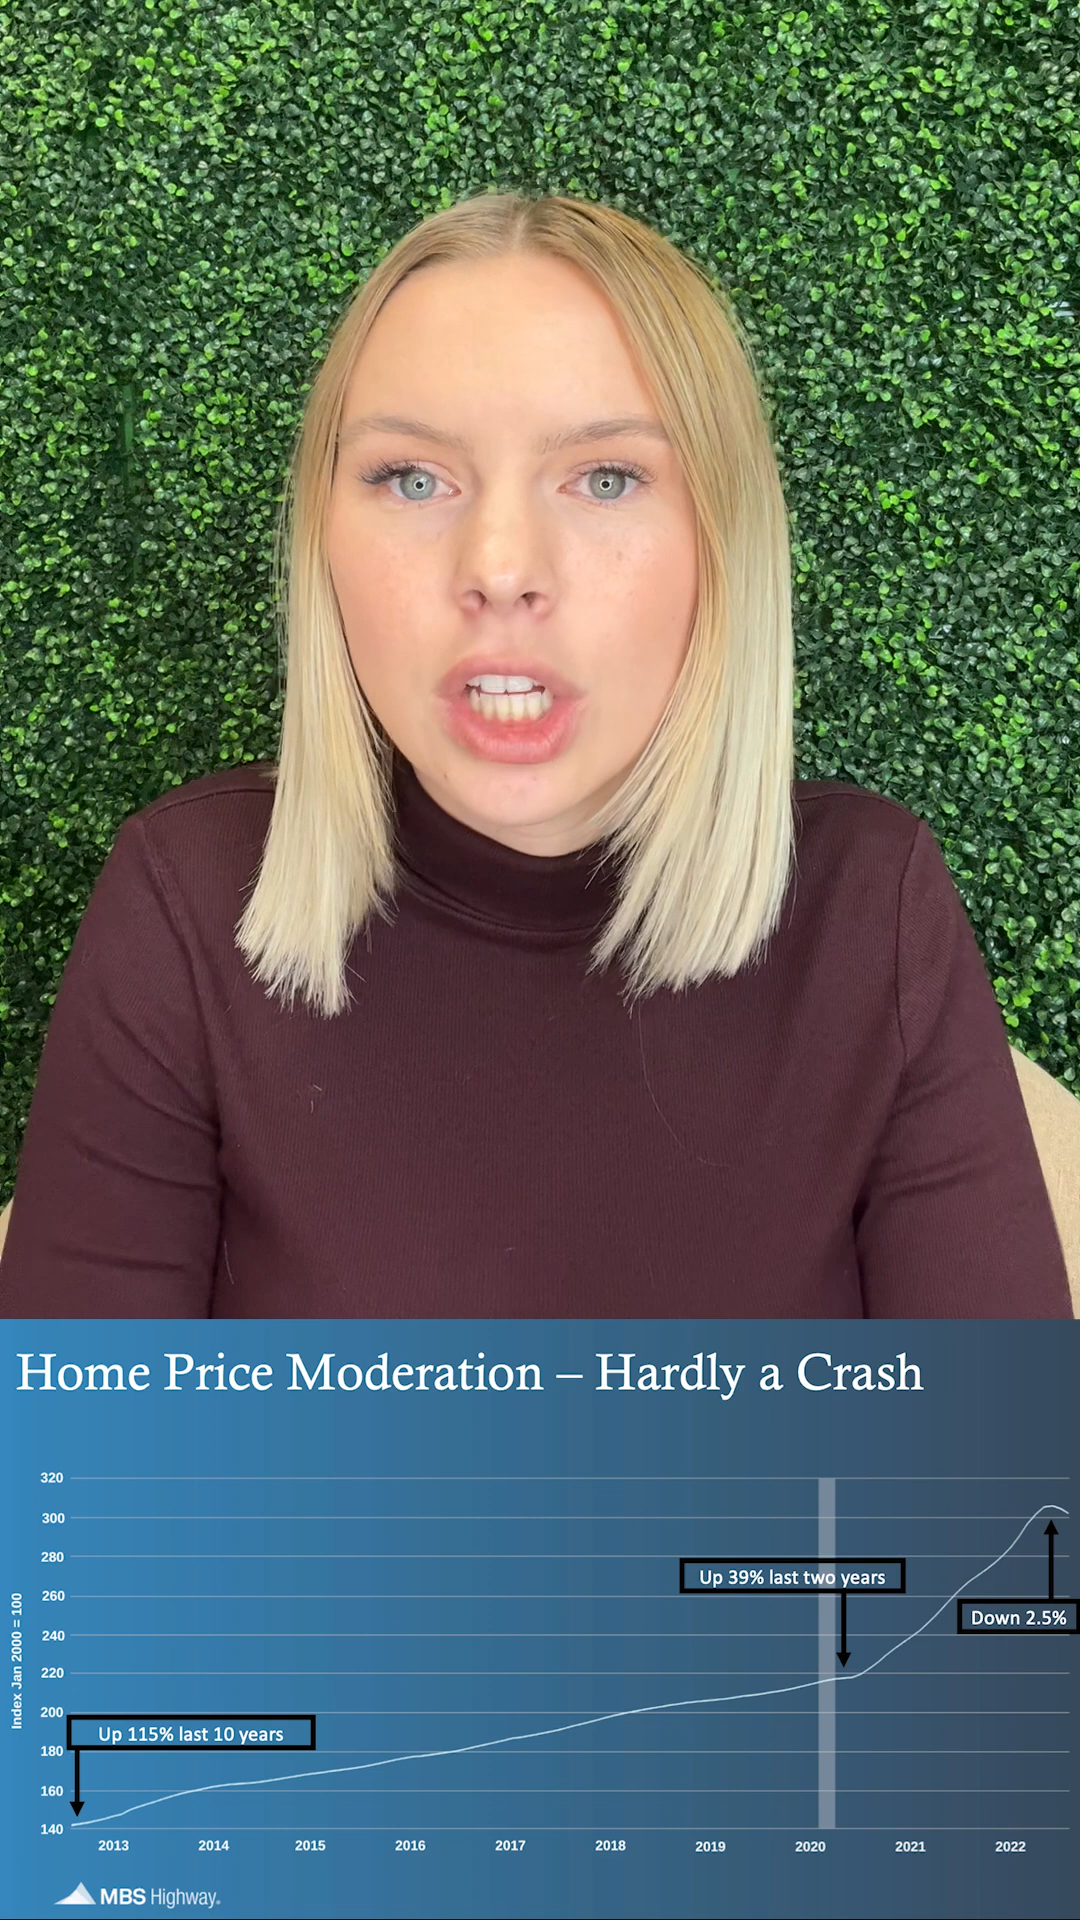 Home Price Moderation – Hardly a Crash
320
300
280
260
240
220
200
180
160
140
Index Jan 2000 = 100
Up 39% last two years
Down 2.5%
Up 115% last 10 years
2013 2014 2015 2016 2017 2018 2019 2020 2021 2022
MBS Highway.